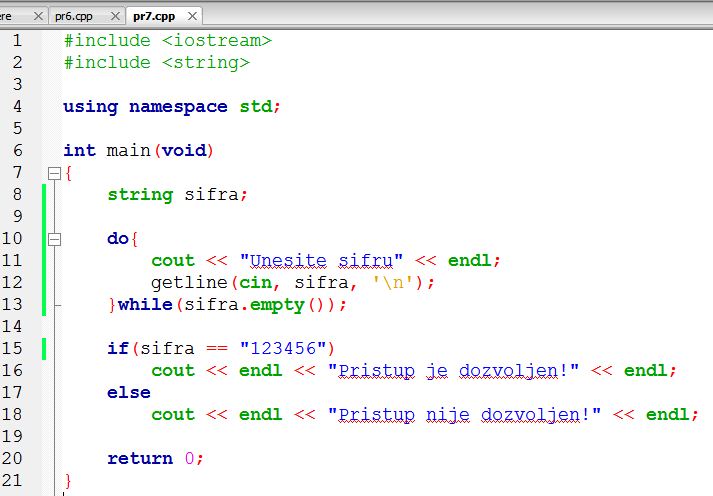 ere pr6.cpp pr7.cpp
1 #include <iostream>
2 #include <string>
3
4 using namespace std;
5
6 int main(void)
7 {
8 string sifra;
9
10 do{
11 cout << "Unesite sifru" << endl;
12 getline(cin, sifra, '\n');
13 }while(sifra.empty());
14
15 if(sifra == "123456")
16 cout << endl << "Pristup je dozvoljen!" << endl;
17 else
18 cout << endl << "Pristup nije dozvoljen!" << endl;
19
20 return 0;
21 }